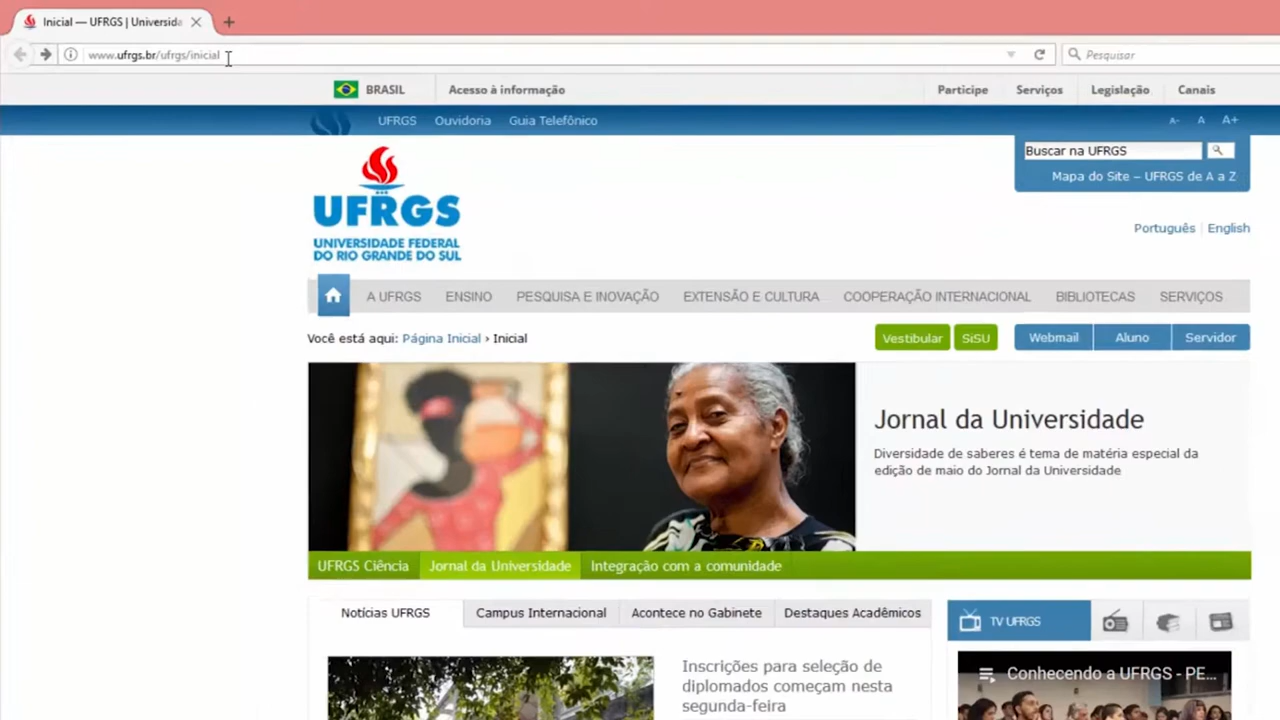 Inicial — UFRGS | Universida
www.ufrgs.br/ufrgs/inicial
Pesquisar
BRASIL
Acesso à informação
Participe
Serviços
Legislação
Canais
UFRGS
Ouvidoria
Guia Telefônico
A-
A
A+
Buscar na UFRGS
Mapa do Site – UFRGS de A a Z
UFRGS
UNIVERSIDADE FEDERAL
DO RIO GRANDE DO SUL
Português
English
A UFRGS
ENSINO
PESQUISA E INOVAÇÃO
EXTENSÃO E CULTURA
COOPERAÇÃO INTERNACIONAL
BIBLIOTECAS
SERVIÇOS
Você está aqui: Página Inicial › Inicial
Vestibular
SiSU
Webmail
Aluno
Servidor
Jornal da Universidade
Diversidade de saberes é tema de matéria especial da
edição de maio do Jornal da Universidade
UFRGS Ciência
Jornal da Universidade
Integração com a comunidade
Notícias UFRGS
Campus Internacional
Acontece no Gabinete
Destaques Acadêmicos
TV UFRGS
Inscrições para seleção de
diplomados começam nesta
segunda-feira
Conhecendo a UFRGS - PE...